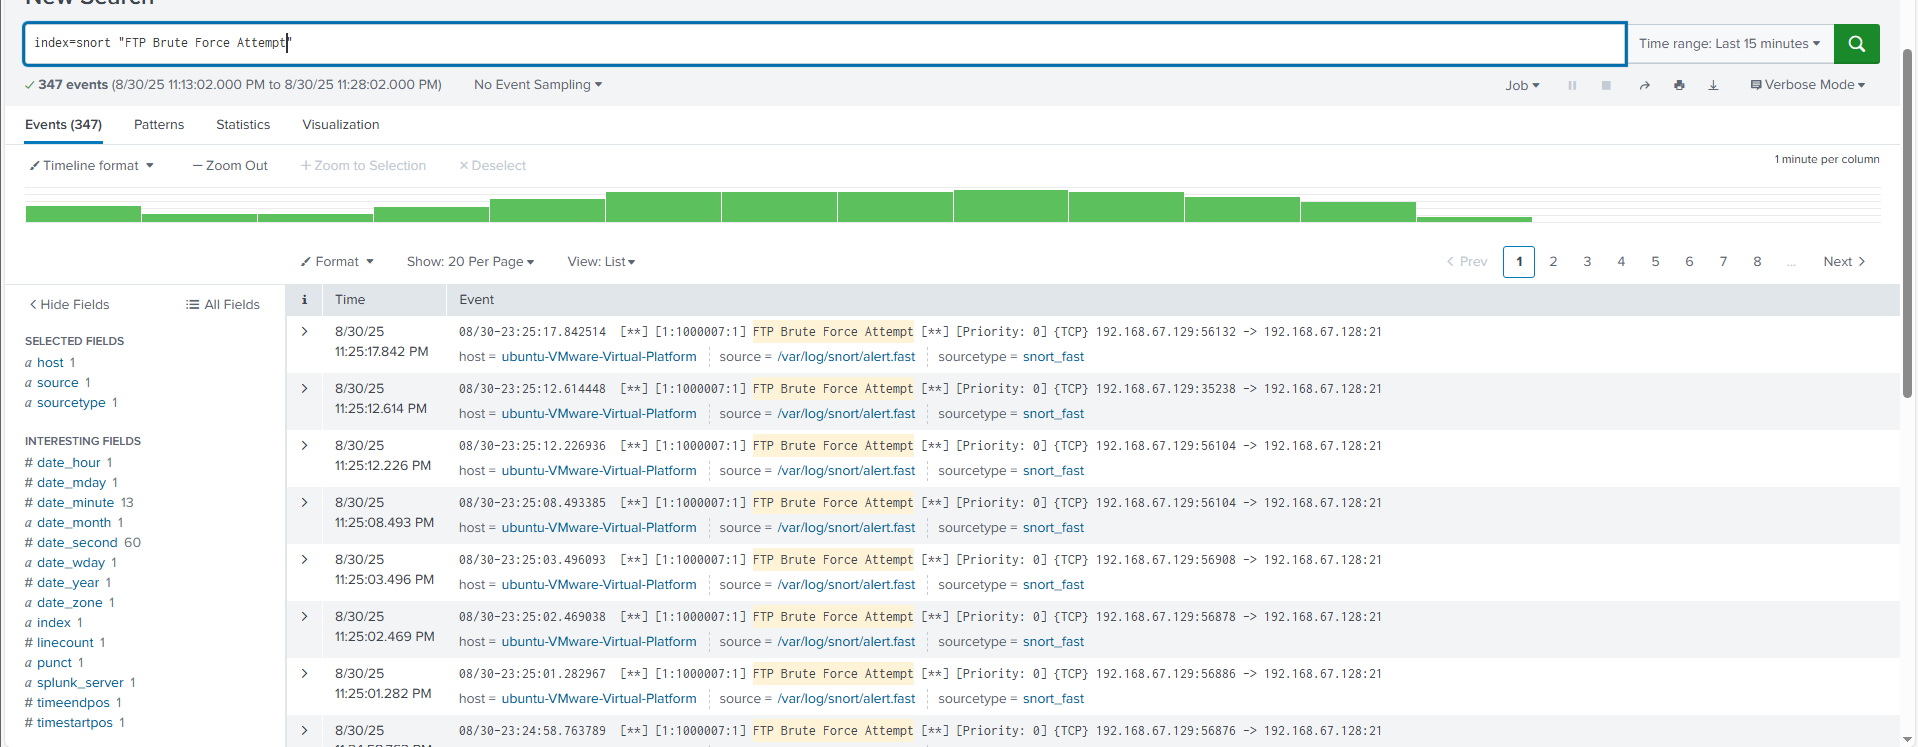 New Search
index=snort "FTP Brute Force Attempt"
Time range: Last 15 minutes
347 events (8/30/25 11:13:02.000 PM to 8/30/25 11:28:02.000 PM) No Event Sampling
Job Verbose Mode
Events (347) Patterns Statistics Visualization
Timeline format — Zoom Out + Zoom to Selection × Deselect
1 minute per column
Format Show: 20 Per Page View: List
< Prev 1 2 3 4 5 6 7 8 ... Next >
< Hide Fields All Fields
SELECTED FIELDS
a host 1
a source 1
a sourcetype 1
INTERESTING FIELDS
# date_hour 1
# date_mday 1
# date_minute 13
a date_month 1
# date_second 60
a date_wday 1
# date_year 1
a date_zone 1
a index 1
# linecount 1
a punct 1
a splunk_server 1
# timeendpos 1
# timestartpos 1
i Time Event
> 8/30/25
11:25:17.842 PM
08/30-23:25:17.842514 [**] [1:1000007:1] FTP Brute Force Attempt [**] [Priority: 0] {TCP} 192.168.67.129:56132 -> 192.168.67.128:21
host = ubuntu-VMware-Virtual-Platform source = /var/log/snort/alert.fast sourcetype = snort_fast
> 8/30/25
11:25:12.614 PM
08/30-23:25:12.614448 [**] [1:1000007:1] FTP Brute Force Attempt [**] [Priority: 0] {TCP} 192.168.67.129:35238 -> 192.168.67.128:21
host = ubuntu-VMware-Virtual-Platform source = /var/log/snort/alert.fast sourcetype = snort_fast
> 8/30/25
11:25:12.226 PM
08/30-23:25:12.226936 [**] [1:1000007:1] FTP Brute Force Attempt [**] [Priority: 0] {TCP} 192.168.67.129:56104 -> 192.168.67.128:21
host = ubuntu-VMware-Virtual-Platform source = /var/log/snort/alert.fast sourcetype = snort_fast
> 8/30/25
11:25:08.493 PM
08/30-23:25:08.493385 [**] [1:1000007:1] FTP Brute Force Attempt [**] [Priority: 0] {TCP} 192.168.67.129:56104 -> 192.168.67.128:21
host = ubuntu-VMware-Virtual-Platform source = /var/log/snort/alert.fast sourcetype = snort_fast
> 8/30/25
11:25:03.496 PM
08/30-23:25:03.496093 [**] [1:1000007:1] FTP Brute Force Attempt [**] [Priority: 0] {TCP} 192.168.67.129:56908 -> 192.168.67.128:21
host = ubuntu-VMware-Virtual-Platform source = /var/log/snort/alert.fast sourcetype = snort_fast
> 8/30/25
11:25:02.469 PM
08/30-23:25:02.469038 [**] [1:1000007:1] FTP Brute Force Attempt [**] [Priority: 0] {TCP} 192.168.67.129:56878 -> 192.168.67.128:21
host = ubuntu-VMware-Virtual-Platform source = /var/log/snort/alert.fast sourcetype = snort_fast
> 8/30/25
11:25:01.282 PM
08/30-23:25:01.282967 [**] [1:1000007:1] FTP Brute Force Attempt [**] [Priority: 0] {TCP} 192.168.67.129:56886 -> 192.168.67.128:21
host = ubuntu-VMware-Virtual-Platform source = /var/log/snort/alert.fast sourcetype = snort_fast
> 8/30/25
08/30-23:24:58.763789 [**] [1:1000007:1] FTP Brute Force Attempt [**] [Priority: 0] {TCP} 192.168.67.129:56876 -> 192.168.67.128:21